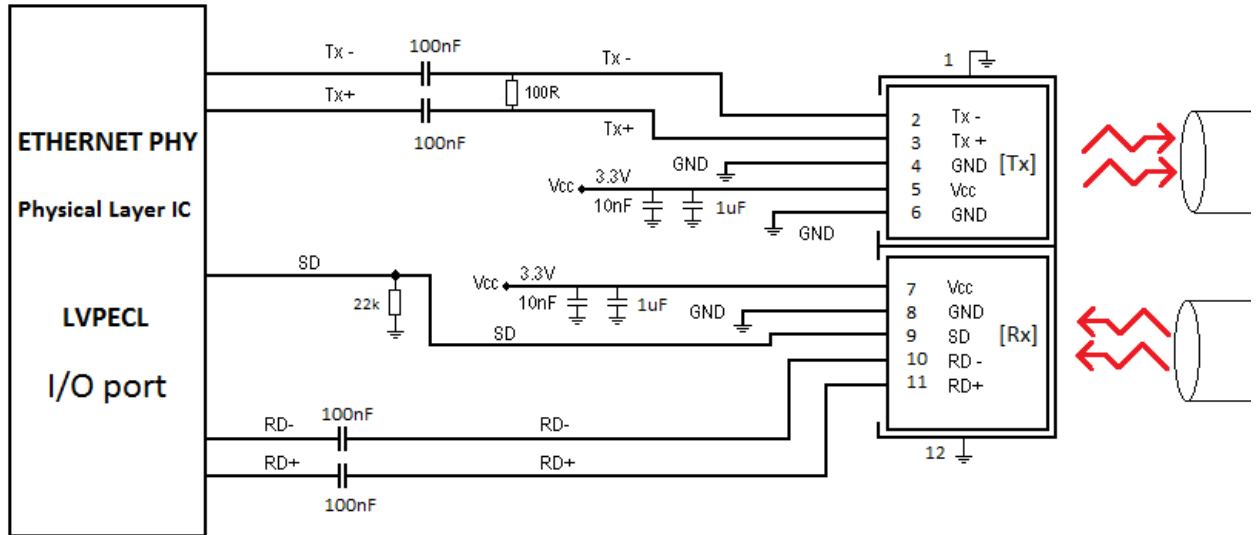 ETHERNET PHY
Physical Layer IC
LVPECL
I/O port
Tx -
100nF
Tx -
Tx+
100R
100nF
Tx+
GND
Vcc
3.3V
10nF
1uF
GND
SD
22k
Vcc
3.3V
10nF
1uF
GND
SD
RD-
100nF
RD-
RD+
RD+
100nF
1
2 Tx -
3 Tx +
4 GND [Tx]
5 Vcc
6 GND
7 Vcc
8 GND
9 SD [Rx]
10 RD -
11 RD+
12